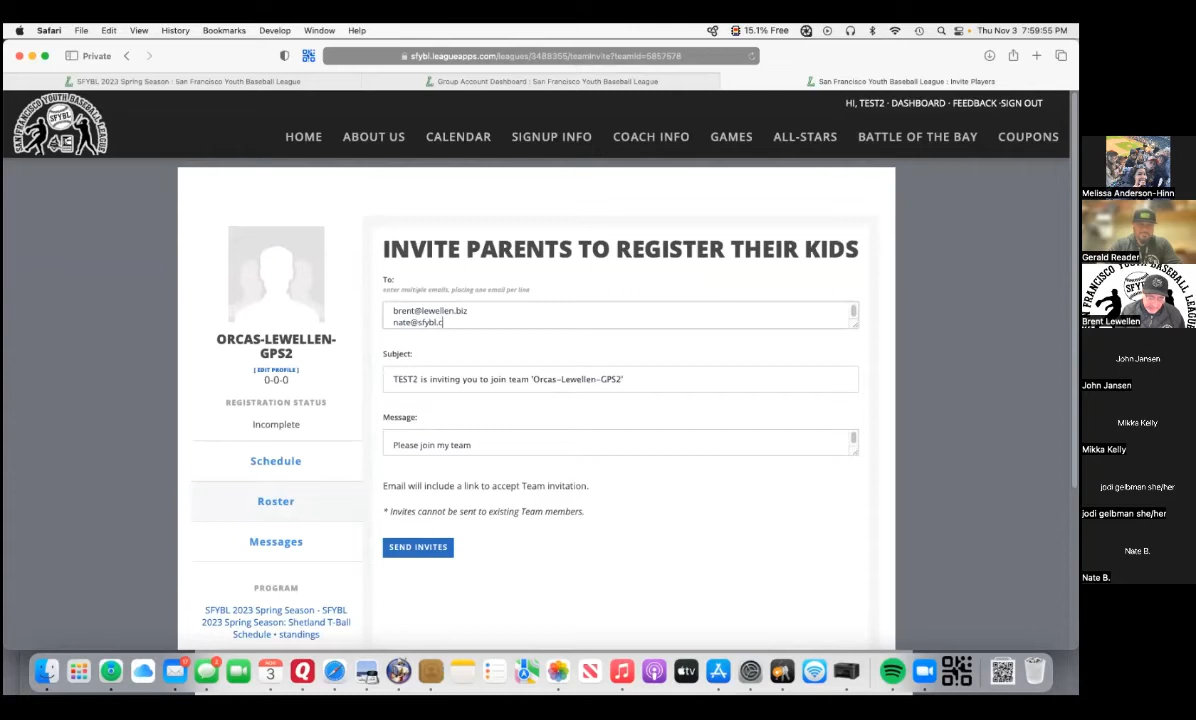 Safari File Edit View History Bookmarks Develop Window Help 15.1% Free Thu Nov 3 7:59:55 PM
Private sfybl.leagueapps.com/leagues/3488355/teamInvite?teamId=5857678
SFYBL 2023 Spring Season : San Francisco Youth Baseball League Group Account Dashboard : San Francisco Youth Baseball League San Francisco Youth Baseball League : Invite Players
HI, TEST2 · DASHBOARD · FEEDBACK ·SIGN OUT
SFYBL
HOME ABOUT US CALENDAR SIGNUP INFO COACH INFO GAMES ALL-STARS BATTLE OF THE BAY COUPONS
ORCAS-LEWELLEN-
GPS2
[ EDIT PROFILE ]
0-0-0
REGISTRATION STATUS
Incomplete
Schedule
Roster
Messages
PROGRAM
SFYBL 2023 Spring Season - SFYBL
2023 Spring Season: Shetland T-Ball
Schedule • standings
INVITE PARENTS TO REGISTER THEIR KIDS
To:
enter multiple emails, placing one email per line
brent@lewellen.biz
nate@sfybl.c
Subject:
TEST2 is inviting you to join team 'Orcas-Lewellen-GPS2'
Message:
Please join my team
Email will include a link to accept Team invitation.
* Invites cannot be sent to existing Team members.
SEND INVITES
NOV
3
17
3
tv
Melissa Anderson-Hinn
Gerald Reader
Brent Lewellen
John Jansen
John Jansen
Mikka Kelly
Mikka Kelly
jodi gelbman she/her
jodi gelbman she/her
Nate B.
Nate B.